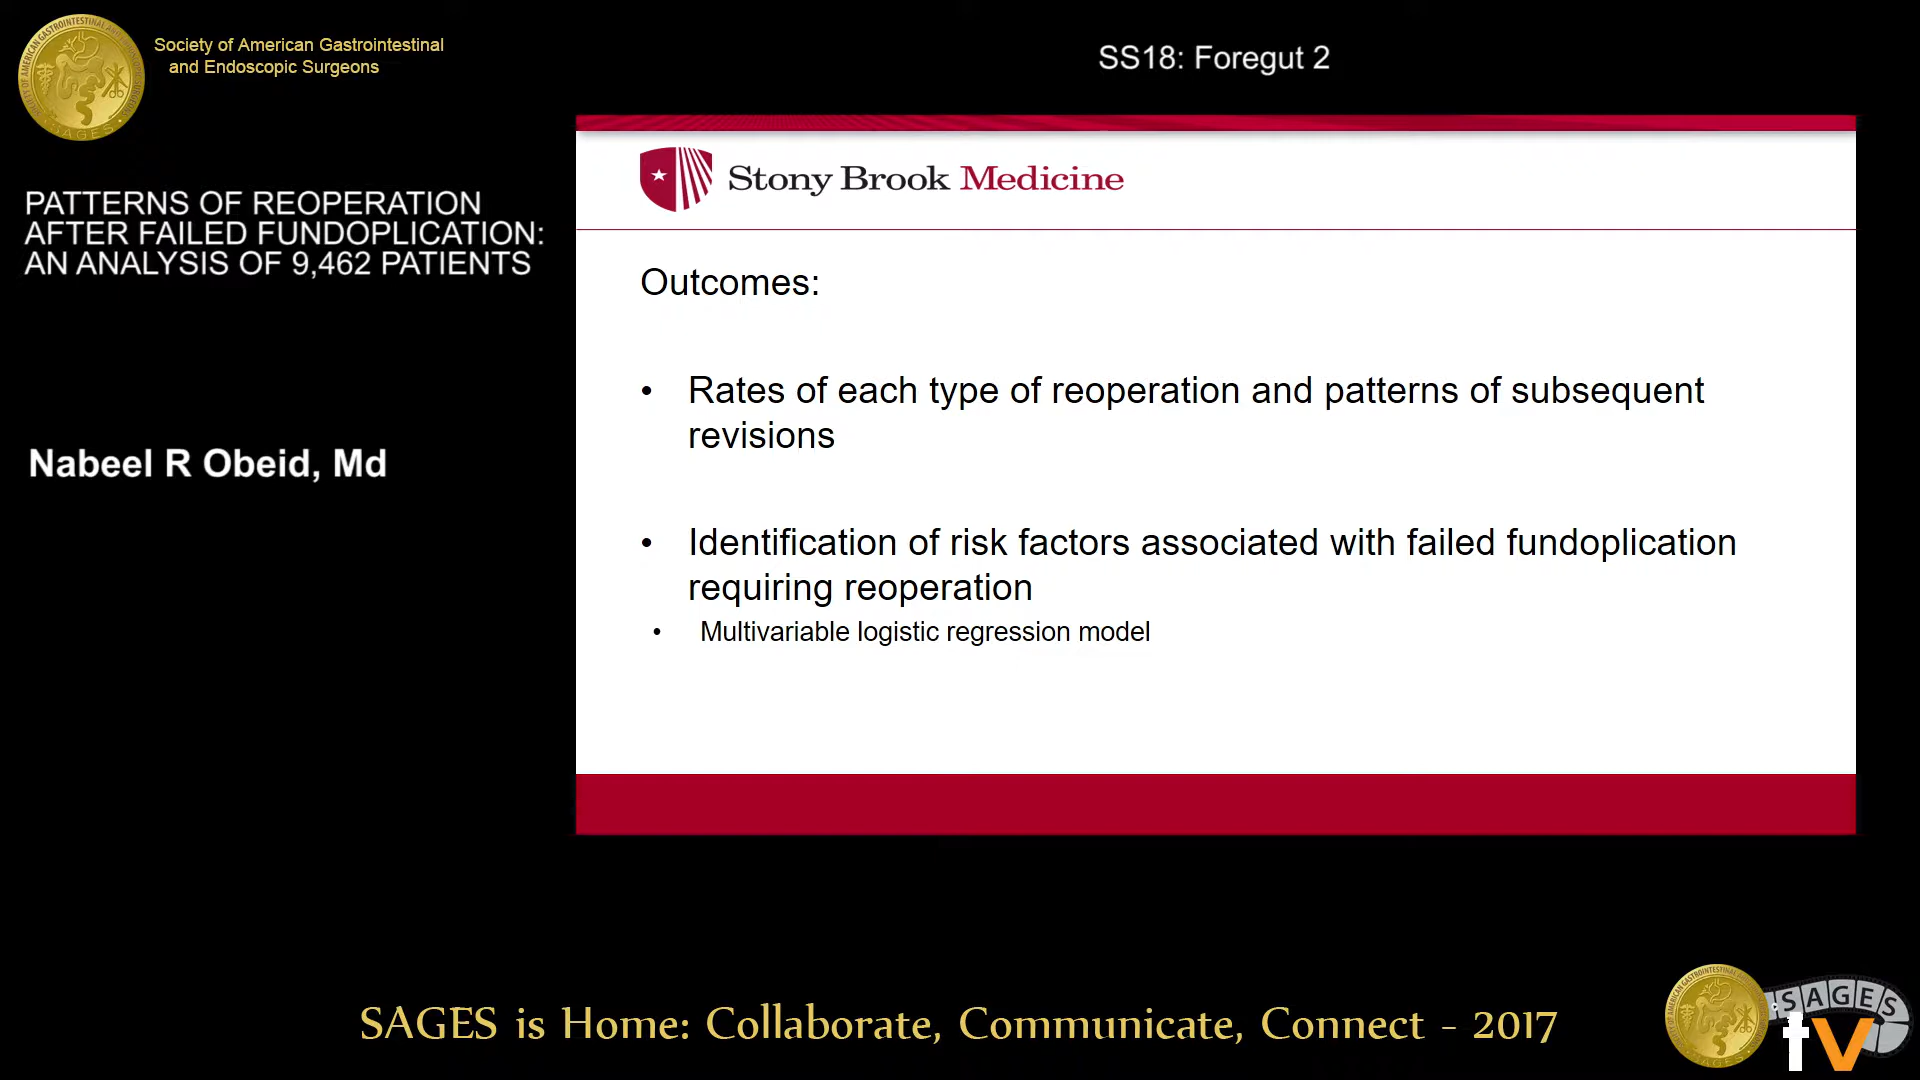 Society of American Gastrointestinal
and Endoscopic Surgeons
SS18: Foregut 2
PATTERNS OF REOPERATION
AFTER FAILED FUNDOPLICATION:
AN ANALYSIS OF 9,462 PATIENTS
Nabeel R Obeid, Md
Stony Brook Medicine
Outcomes:
• Rates of each type of reoperation and patterns of subsequent
revisions
• Identification of risk factors associated with failed fundoplication
requiring reoperation
• Multivariable logistic regression model
SAGES is Home: Collaborate, Communicate, Connect - 2017
SAGES
tv